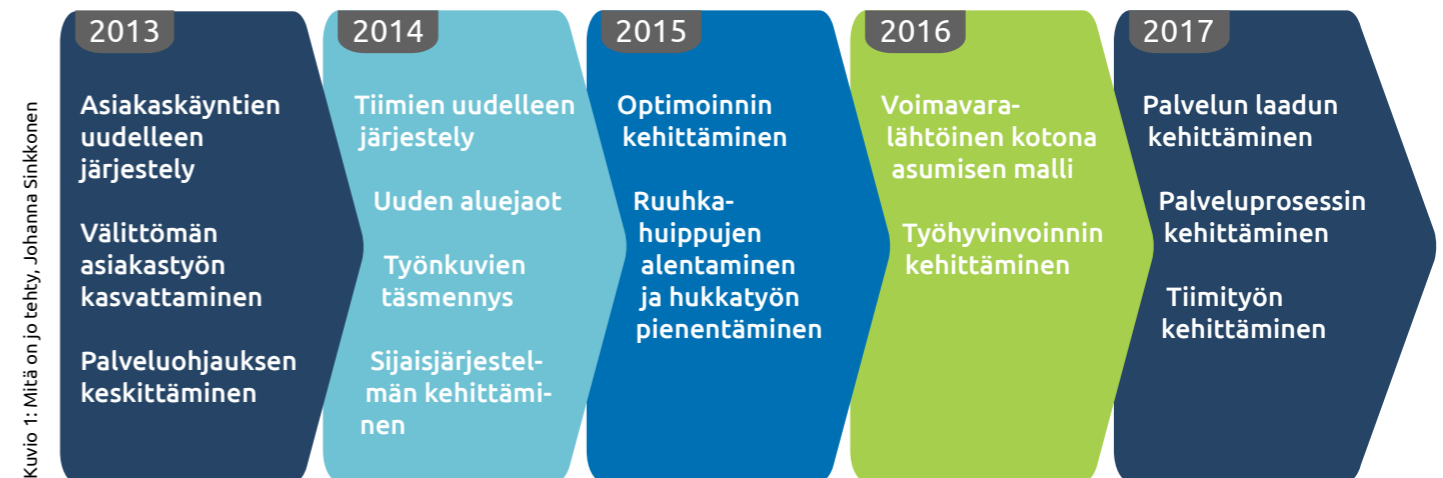 Kuvio 1: Mitä on jo tehty, Johanna Sinkkonen
2013
Asiakaskäyntien
uudelleen
järjestely
Välittömän
asiakastyön
kasvattaminen
Palveluohjauksen
keskittäminen
2014
Tiimien uudelleen
järjestely
Uuden aluejaot
Työnkuvien
täsmennys
Sijaisjärjestel-
män kehittämi-
nen
2015
Optimoinnin
kehittäminen
Ruuhka-
huippujen
alentaminen
ja hukkatyön
pienentäminen
2016
Voimavara-
lähtöinen kotona
asumisen malli
Työhyvinvoinnin
kehittäminen
2017
Palvelun laadun
kehittäminen
Palveluprosessin
kehittäminen
Tiimityön
kehittäminen